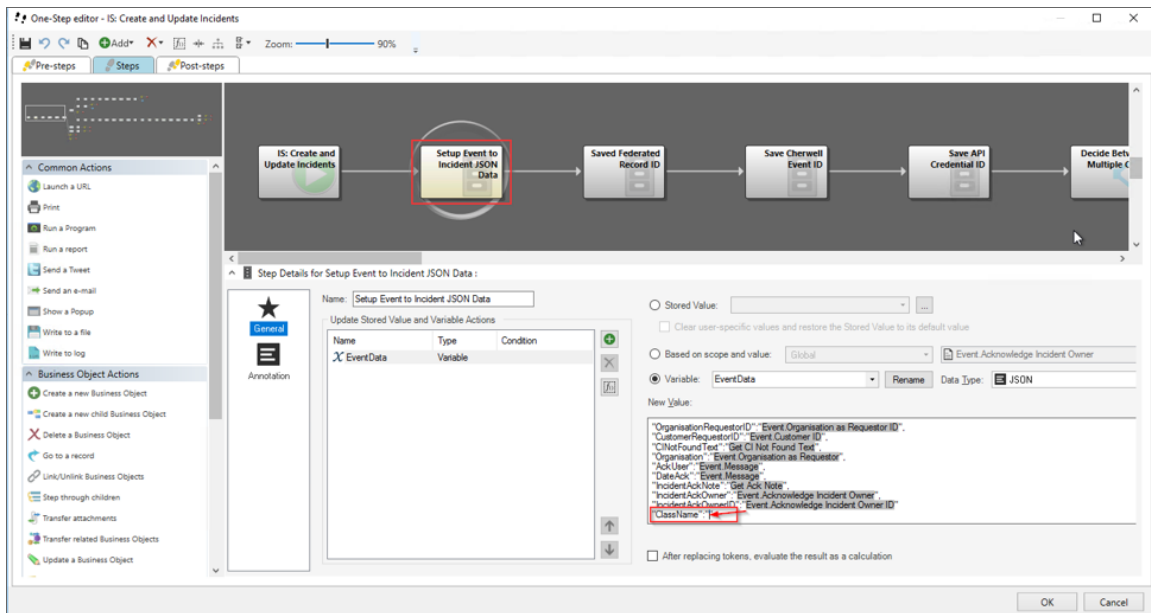 One-Step editor - IS: Create and Update Incidents
Add
Zoom:
90%
Pre-steps
Steps
Post-steps
IS: Create and
Update Incidents
Setup Event to
Incident JSON
Data
Saved Federated
Record ID
Save Cherwell
Event ID
Save API
Credential ID
Decide Betw
Multiple C
Common Actions
Launch a URL
Print
Run a Program
Run a report
Send a Tweet
Send an e-mail
Show a Popup
Write to a file
Write to log
Business Object Actions
Create a new Business Object
Create a new child Business Object
Delete a Business Object
Go to a record
Link/Unlink Business Objects
Step through children
Transfer attachments
Transfer related Business Objects
Update a Business Object
Step Details for Setup Event to Incident JSON Data :
General
Annotation
Name: Setup Event to Incident JSON Data
Update Stored Value and Variable Actions
Name Type Condition
EventData Variable
Stored Value:
...
Clear user-specific values and restore the Stored Value to its default value
Based on scope and value: Global Event.Acknowledge Incident Owner
Variable: EventData Rename Data Type: JSON
New Value:
"OrganisationRequestorID":"Event.Organisation as Requestor ID",
"CustomerRequestorID":"Event.Customer ID",
"CINotFoundText":"Get CI Not Found Text",
"Organisation":"Event.Organisation as Requestor",
"AckUser":"Event.Message",
"DateAck":"Event.Message",
"IncidentAckNote":"Get Ack Note",
"IncidentAckOwner":"Event.Acknowledge Incident Owner",
"IncidentAckOwnerID":"Event.Acknowledge Incident Owner ID"
"ClassName":"
After replacing tokens, evaluate the result as a calculation
OK
Cancel